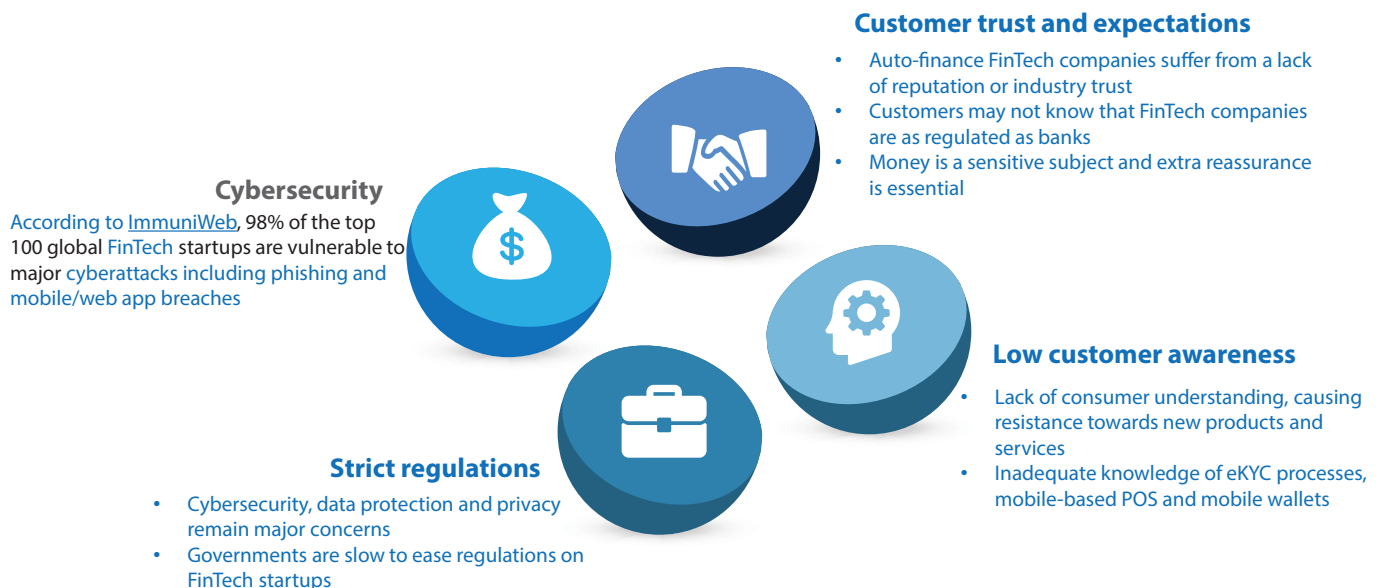 Customer trust and expectations
• Auto-finance FinTech companies suffer from a lack
of reputation or industry trust
• Customers may not know that FinTech companies
are as regulated as banks
• Money is a sensitive subject and extra reassurance
is essential
Cybersecurity
According to ImmuniWeb, 98% of the top
100 global FinTech startups are vulnerable to
major cyberattacks including phishing and
mobile/web app breaches
$
Low customer awareness
• Lack of consumer understanding, causing
resistance towards new products and
services
• Inadequate knowledge of eKYC processes,
mobile-based POS and mobile wallets
Strict regulations
• Cybersecurity, data protection and privacy
remain major concerns
• Governments are slow to ease regulations on
FinTech startups